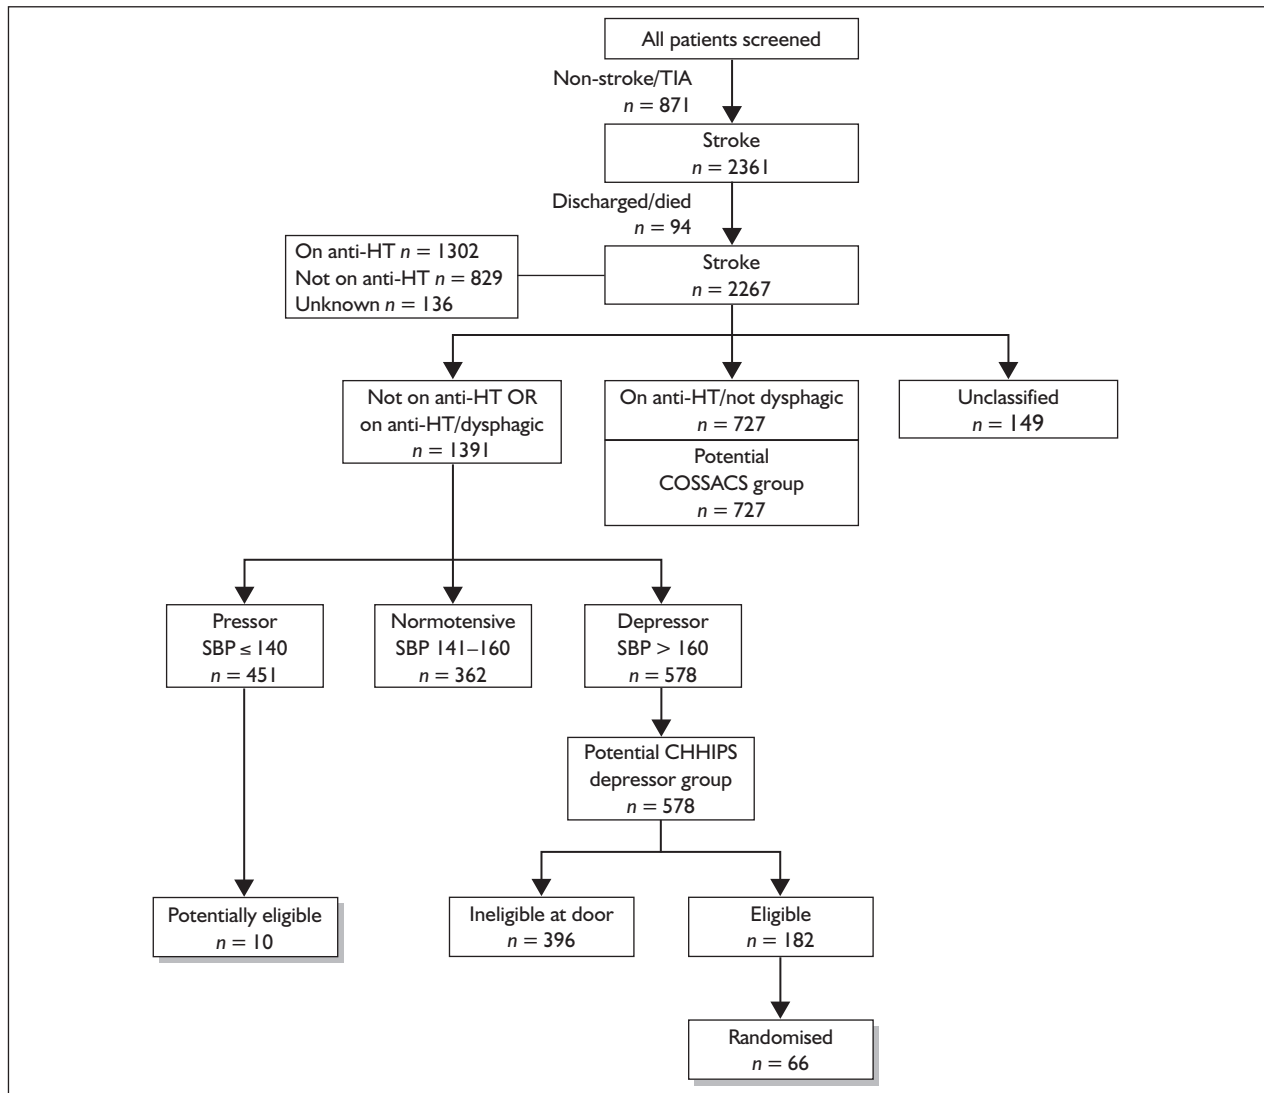 All patients screened
Non-stroke/TIA
n = 871
Stroke
n = 2361
Discharged/died
n = 94
On anti-HT n = 1302
Not on anti-HT n = 829
Unknown n = 136
Stroke
n = 2267
Not on anti-HT OR
on anti-HT/dysphagic
n = 1391
On anti-HT/not dysphagic
n = 727
Potential
COSSACS group
n = 727
Unclassified
n = 149
Pressor
SBP ≤ 140
n = 451
Normotensive
SBP 141–160
n = 362
Depressor
SBP > 160
n = 578
Potential CHHIPS
depressor group
n = 578
Potentially eligible
n = 10
Ineligible at door
n = 396
Eligible
n = 182
Randomised
n = 66